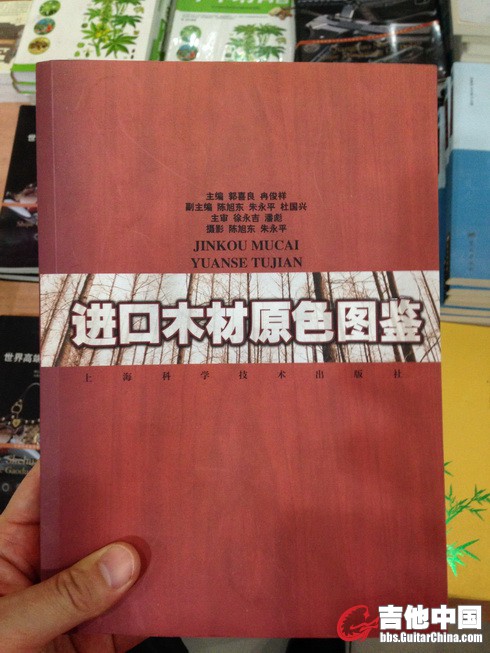 主编 郭喜良 冉俊祥
副主编 陈旭东 朱永平 杜国兴
主审 徐永吉 潘彪
摄影 陈旭东 朱永平
JINKOU MUCAI
YUANSE TUJIAN
进口木材原色图鉴
上海科学技术出版社
世界高端
吉他中国
bbs.GuitarChina.com